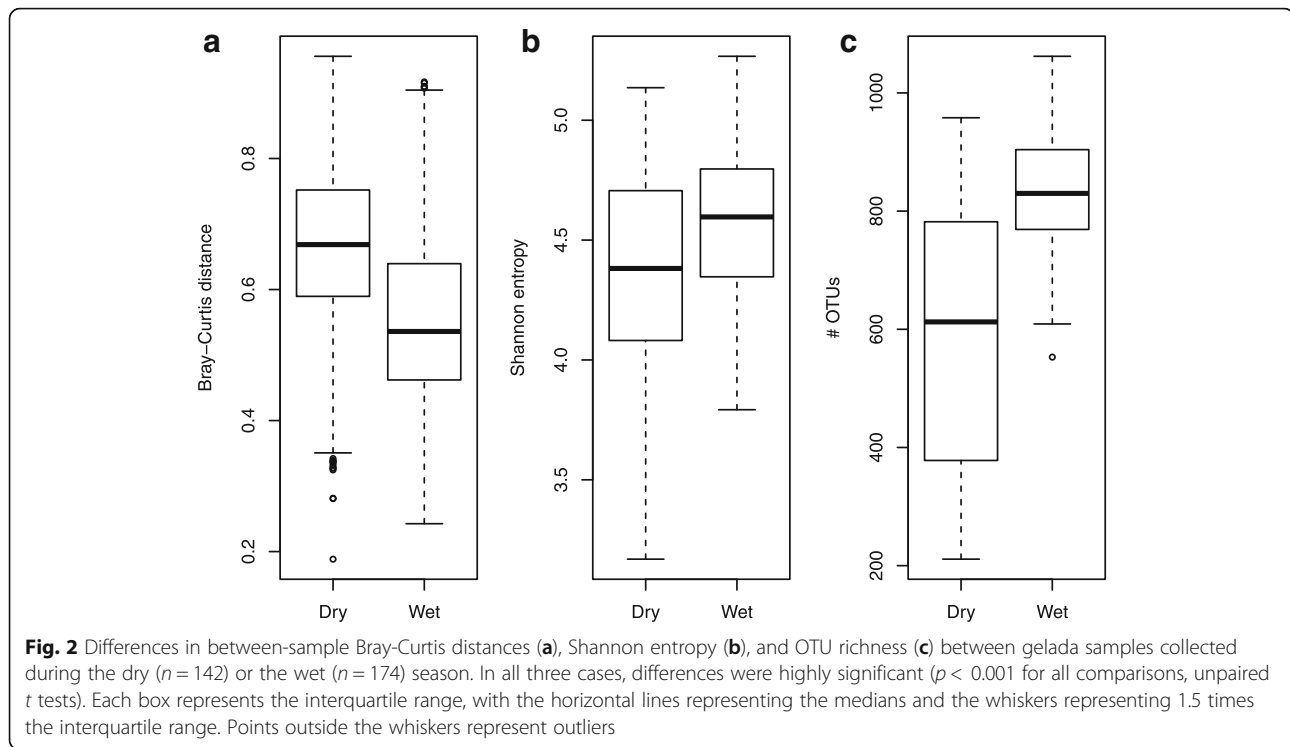 a
b
c
Bray−Curtis distance
0.8
0.6
0.4
0.2
Dry
Wet
Shannon entropy
5.0
4.5
4.0
3.5
Dry
Wet
# OTUs
1000
800
600
400
200
Dry
Wet
Fig. 2 Differences in between-sample Bray-Curtis distances (a), Shannon entropy (b), and OTU richness (c) between gelada samples collected
during the dry (n = 142) or the wet (n = 174) season. In all three cases, differences were highly significant (p < 0.001 for all comparisons, unpaired
t tests). Each box represents the interquartile range, with the horizontal lines representing the medians and the whiskers representing 1.5 times
the interquartile range. Points outside the whiskers represent outliers